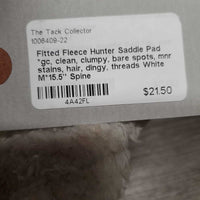 The Tack Collector
1006409-22
Fitted Fleece Hunter Saddle Pad
*gc, clean, clumpy, bare spots, mnr
stains, hair, dingy, threads White
M*15.5" Spine
4A42FL
$21.50